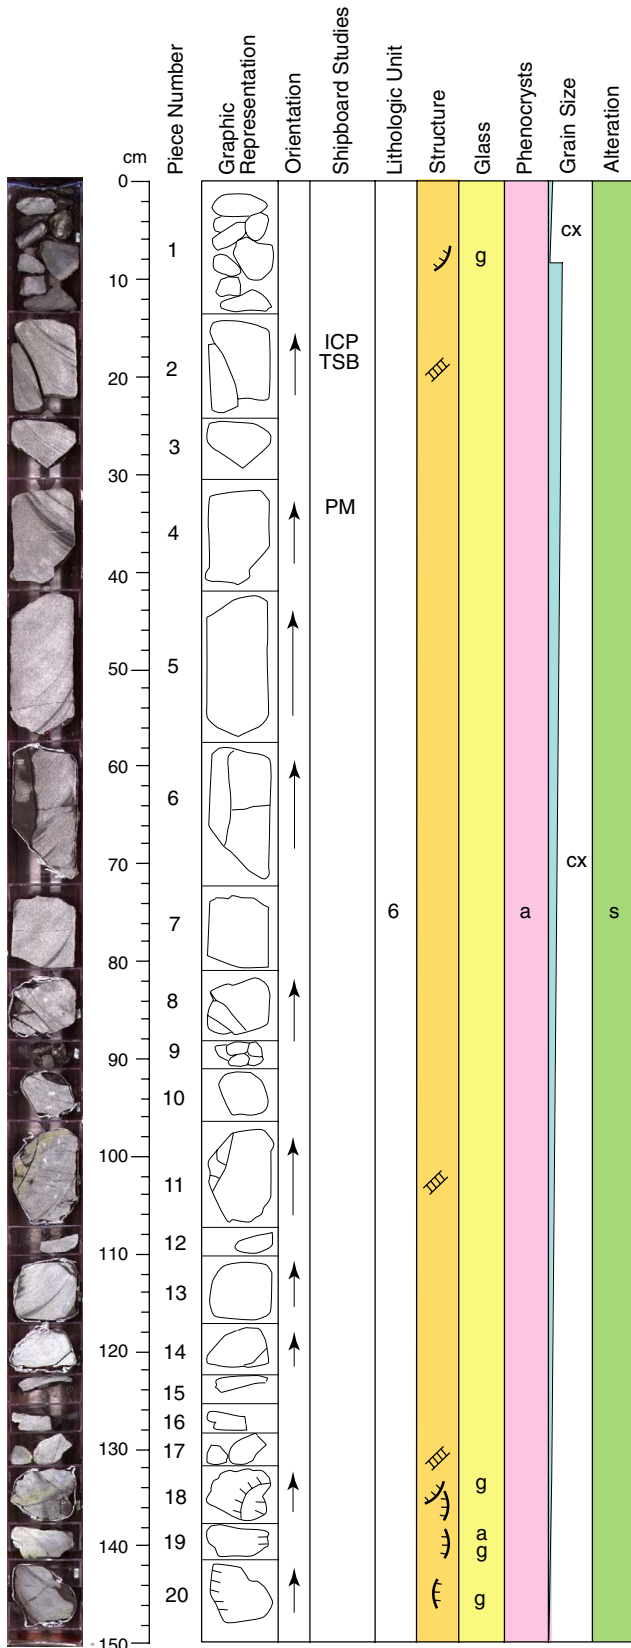 cm
Piece Number
Graphic
Representation
Orientation
Shipboard Studies
Lithologic Unit
Structure
Glass
Phenocrysts
Grain Size
Alteration
0
cx
1
g
10
ICP
2
TSB
20
3
30
PM
4
40
5
50
60
6
cx
70
6
a
s
7
80
8
9
90
10
100
11
12
110
13
14
120
15
16
17
130
g
18
a
19
140
g
20
g
150